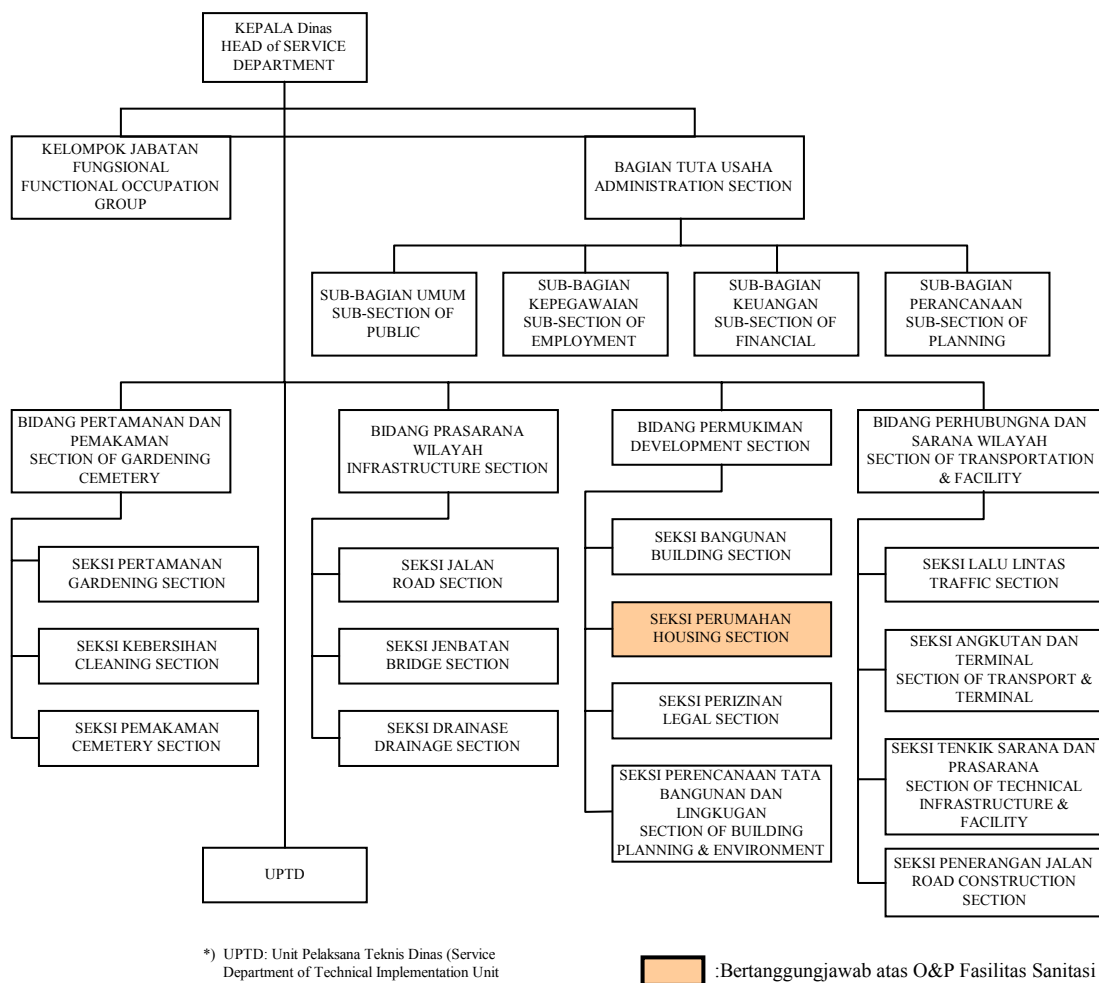 KEPALA Dinas
HEAD of SERVICE
DEPARTMENT
KELOMPOK JABATAN
FUNGSIONAL
FUNCTIONAL OCCUPATION
GROUP
BAGIAN TUTA USAHA
ADMINISTRATION SECTION
SUB-BAGIAN UMUM
SUB-SECTION OF
PUBLIC
SUB-BAGIAN
KEPEGAWAIAN
SUB-SECTION OF
EMPLOYMENT
SUB-BAGIAN
KEUANGAN
SUB-SECTION OF
FINANCIAL
SUB-BAGIAN
PERANCANAAN
SUB-SECTION OF
PLANNING
BIDANG PERTAMANAN DAN
PEMAKAMAN
SECTION OF GARDENING
CEMETERY
BIDANG PRASARANA
WILAYAH
INFRASTRUCTURE SECTION
BIDANG PERMUKIMAN
DEVELOPMENT SECTION
BIDANG PERHUBUNGNA DAN
SARANA WILAYAH
SECTION OF TRANSPORTATION
& FACILITY
SEKSI PERTAMANAN
GARDENING SECTION
SEKSI KEBERSIHAN
CLEANING SECTION
SEKSI PEMAKAMAN
CEMETERY SECTION
SEKSI JALAN
ROAD SECTION
SEKSI JENBATAN
BRIDGE SECTION
SEKSI DRAINASE
DRAINAGE SECTION
SEKSI BANGUNAN
BUILDING SECTION
SEKSI PERUMAHAN
HOUSING SECTION
SEKSI PERIZINAN
LEGAL SECTION
SEKSI PERENCANAAN TATA
BANGUNAN DAN
LINGKUGAN
SECTION OF BUILDING
PLANNING & ENVIRONMENT
SEKSI LALU LINTAS
TRAFFIC SECTION
SEKSI ANGKUTAN DAN
TERMINAL
SECTION OF TRANSPORT &
TERMINAL
SEKSI TENKIK SARANA DAN
PRASARANA
SECTION OF TECHNICAL
INFRASTRUCTURE &
FACILITY
SEKSI PENERANGAN JALAN
ROAD CONSTRUCTION
SECTION
UPTD
*) UPTD: Unit Pelaksana Teknis Dinas (Service
Department of Technical Implementation Unit
:Bertanggungjawab atas O&P Fasilitas Sanitasi